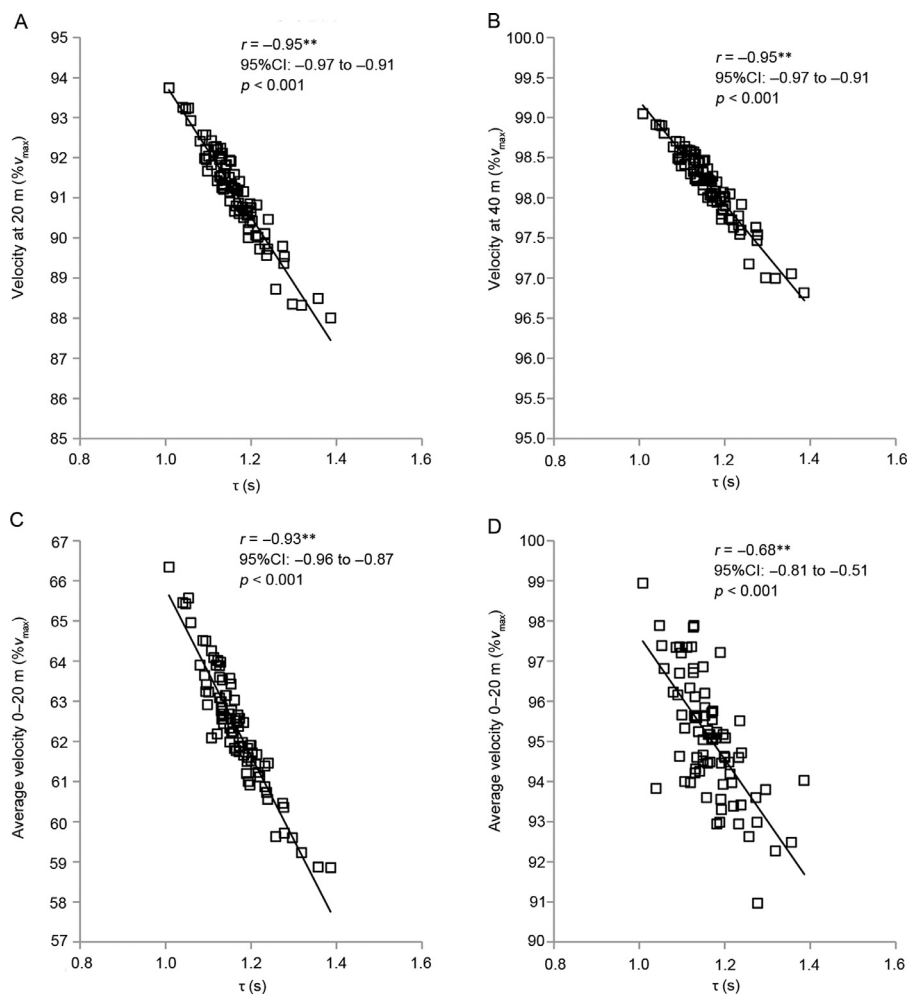 A
r = –0.95**
95%CI: –0.97 to –0.91
p < 0.001
Velocity at 20 m (%vmax)
95
94
93
92
91
90
89
88
87
86
85
0.8
1.0
1.2
1.4
1.6
τ (s)
B
r = –0.95**
95%CI: –0.97 to –0.91
p < 0.001
Velocity at 40 m (%vmax)
100.0
99.5
99.0
98.5
98.0
97.5
97.0
96.5
96.0
95.5
95.0
0.8
1.0
1.2
1.4
1.6
τ (s)
C
r = –0.93**
95%CI: –0.96 to –0.87
p < 0.001
Average velocity 0–20 m (%vmax)
67
66
65
64
63
62
61
60
59
58
57
0.8
1.0
1.2
1.4
1.6
τ (s)
D
r = –0.68**
95%CI: –0.81 to –0.51
p < 0.001
Average velocity 0–20 m (%vmax)
100
99
98
97
96
95
94
93
92
91
90
0.8
1.0
1.2
1.4
1.6
τ (s)